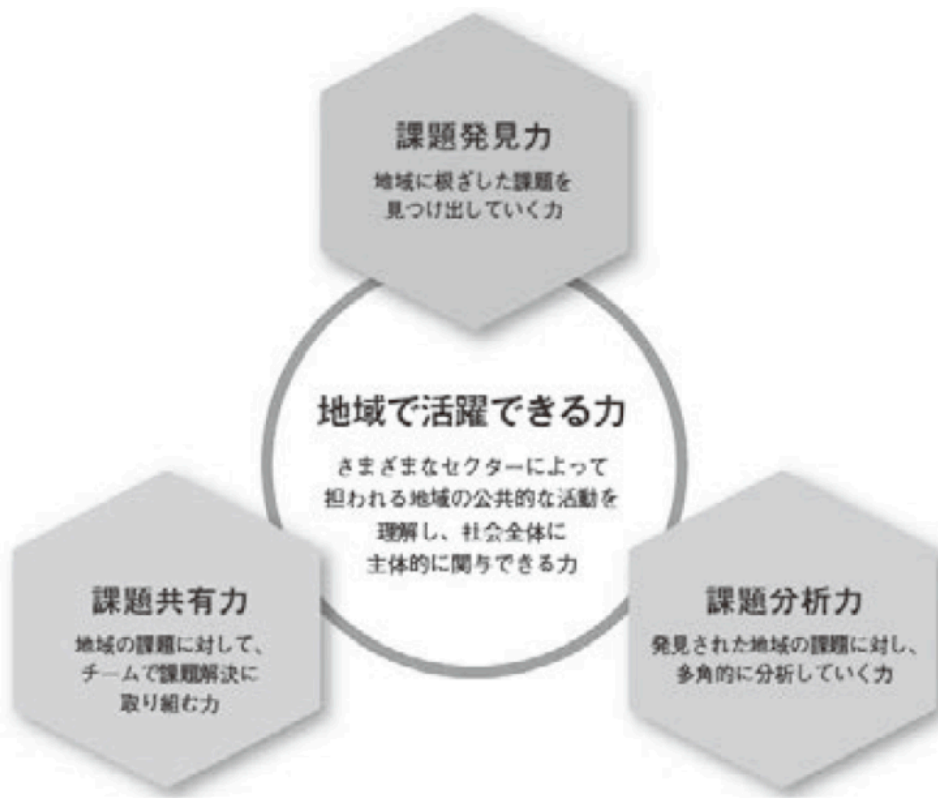 課題発見力
地域に根ざした課題を
見つけ出していく力
地域で活躍できる力
さまざまなセクターによって
担われる地域の公共的な活動を
理解し、社会全体に
主体的に関与できる力
課題共有力
地域の課題に対して、
チームで課題解決に
取り組む力
課題分析力
発見された地域の課題に対し、
多角的に分析していく力